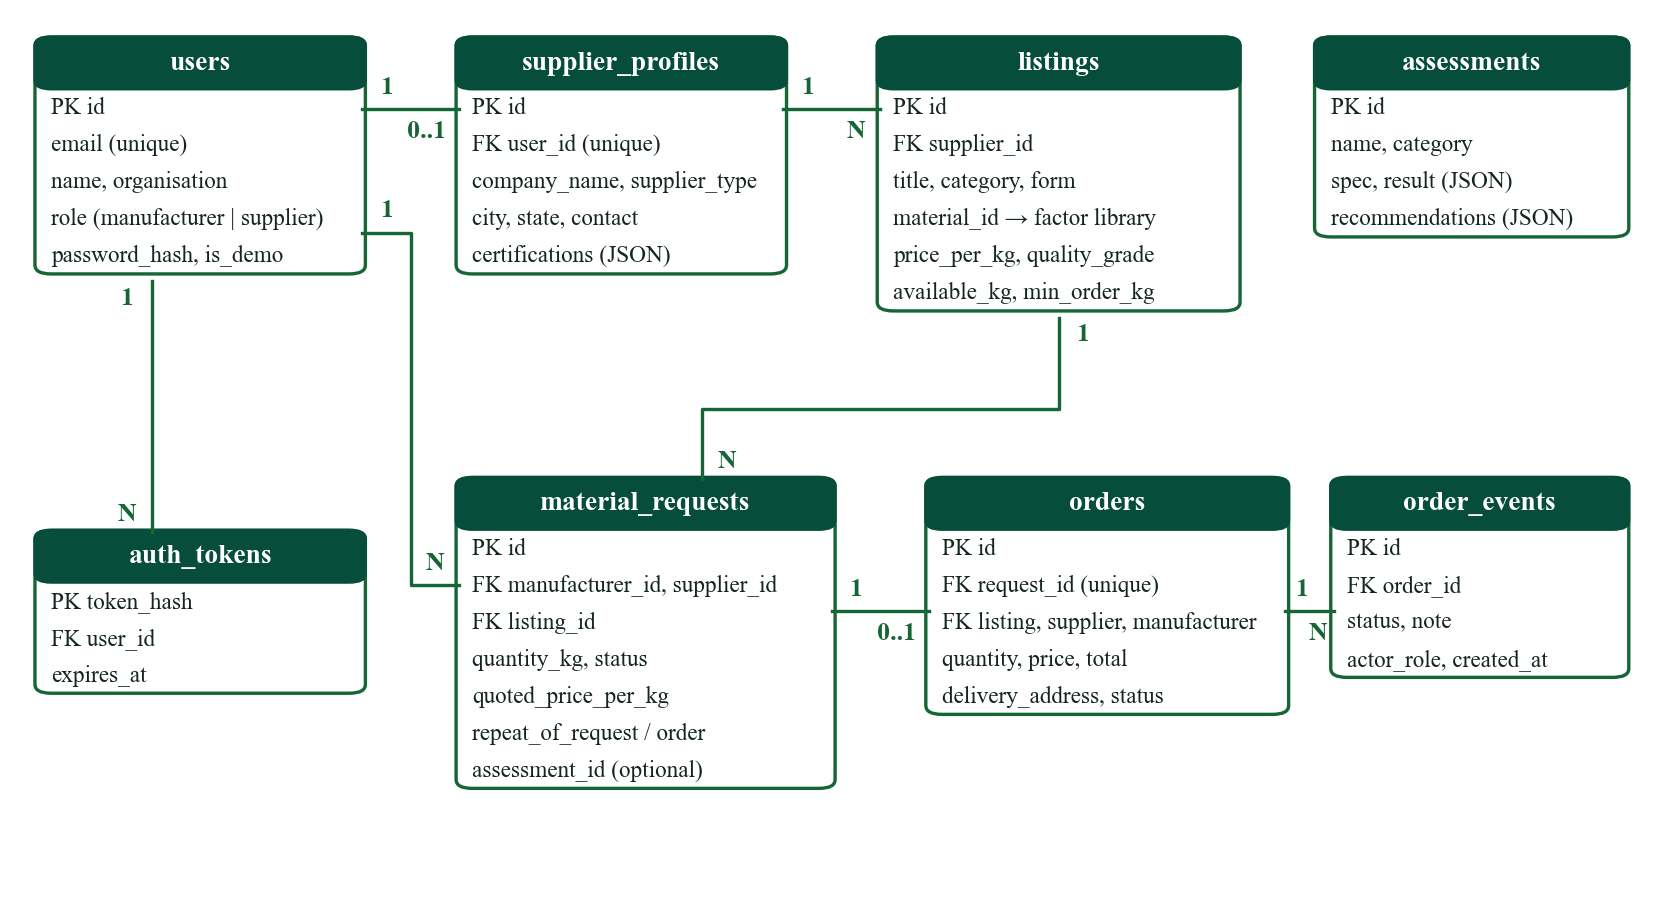 users
PK id
email (unique)
name, organisation
role (manufacturer | supplier)
password_hash, is_demo
1
0..1
1
supplier_profiles
PK id
FK user_id (unique)
company_name, supplier_type
city, state, contact
certifications (JSON)
1
N
listings
PK id
FK supplier_id
title, category, form
material_id → factor library
price_per_kg, quality_grade
available_kg, min_order_kg
assessments
PK id
name, category
spec, result (JSON)
recommendations (JSON)
1
N
1
N
auth_tokens
PK token_hash
FK user_id
expires_at
N
material_requests
PK id
FK manufacturer_id, supplier_id
FK listing_id
quantity_kg, status
quoted_price_per_kg
repeat_of_request / order
assessment_id (optional)
1
0..1
orders
PK id
FK request_id (unique)
FK listing, supplier, manufacturer
quantity, price, total
delivery_address, status
1
N
order_events
PK id
FK order_id
status, note
actor_role, created_at